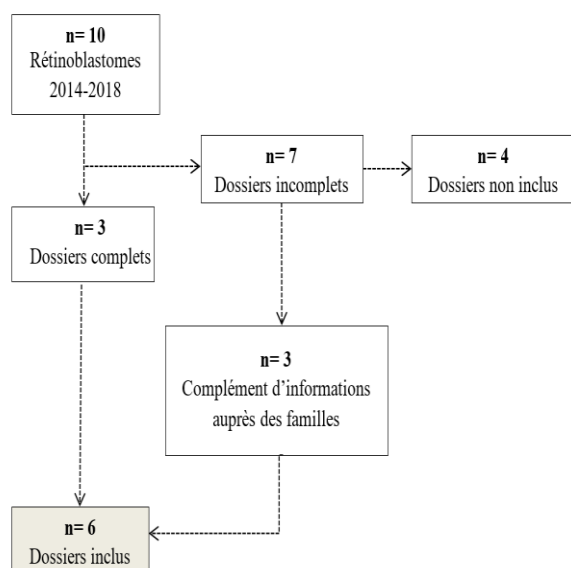 n= 10
Rétinoblastomes
2014-2018
n= 7
Dossiers incomplets
n= 4
Dossiers non inclus
n= 3
Dossiers complets
n= 3
Complément d’informations
auprès des familles
n= 6
Dossiers inclus